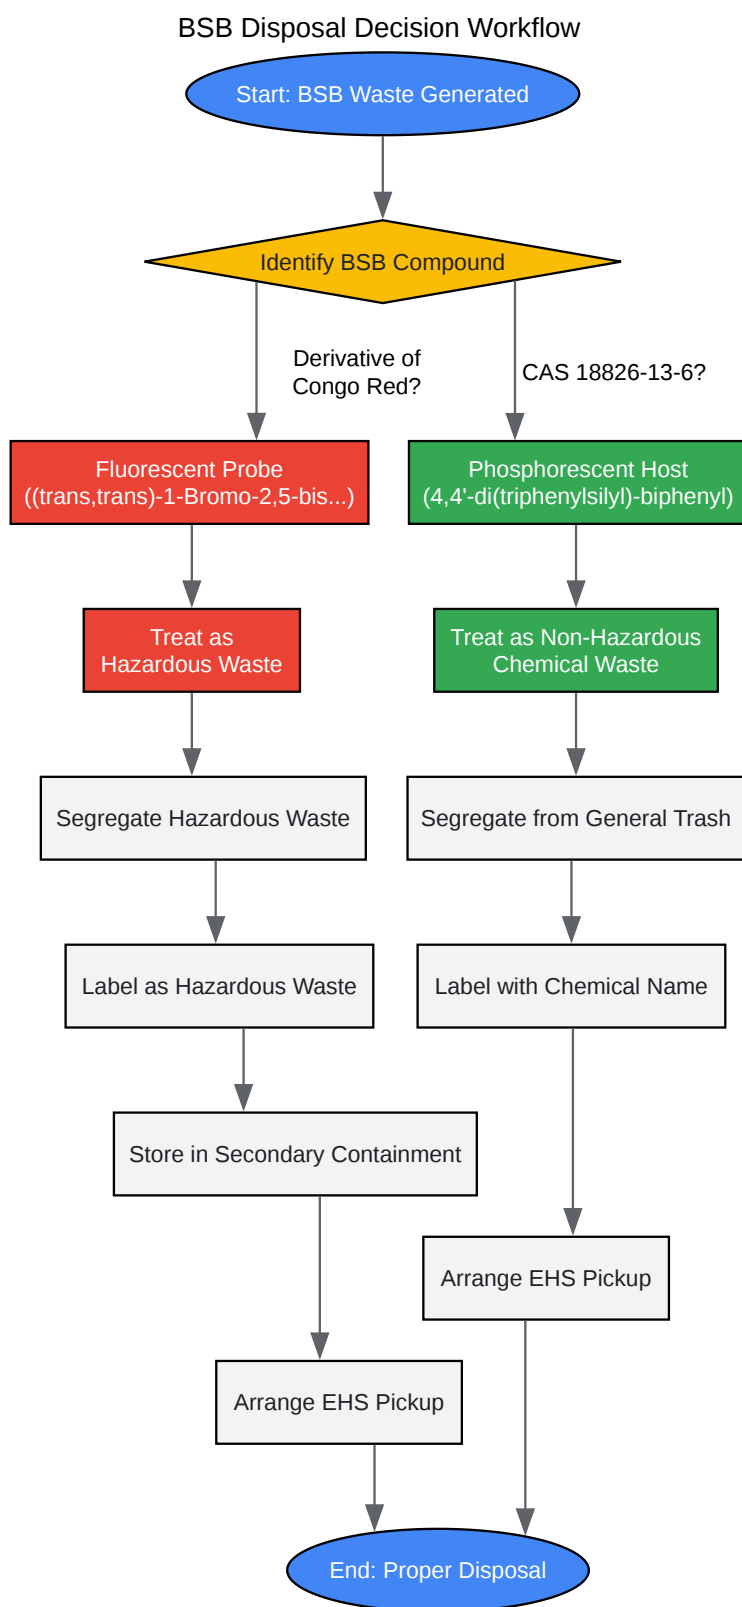 BSB Disposal Decision Workflow
Start: BSB Waste Generated
Identify BSB Compound
Derivative of
Congo Red?
CAS 18826-13-6?
Fluorescent Probe
((trans,trans)-1-Bromo-2,5-bis...)
Phosphorescent Host
(4,4'-di(triphenylsilyl)-biphenyl)
Treat as
Hazardous Waste
Treat as Non-Hazardous
Chemical Waste
Segregate Hazardous Waste
Segregate from General Trash
Label as Hazardous Waste
Label with Chemical Name
Store in Secondary Containment
Arrange EHS Pickup
Arrange EHS Pickup
End: Proper Disposal